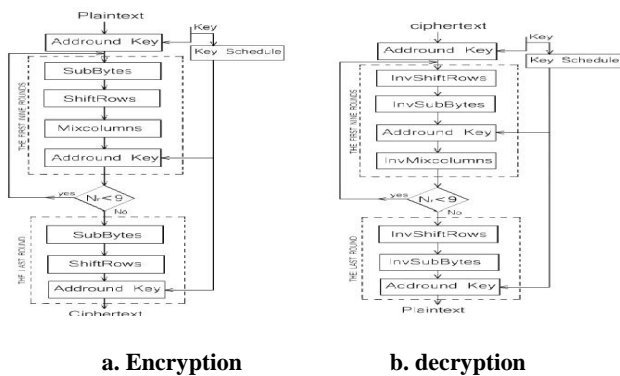 Plaintext
Key
Addround Key
Key Schedule
SubBytes
ShiftRows
Mixcolumns
Addround Key
THE FIRST NINE ROUNDS
yes
Nr<9
No
SubBytes
ShiftRows
Addround Key
THE LAST ROUND
Ciphertext
a. Encryption
ciphertext
Key
Addround Key
Key Schedule
InvShiftRows
InvSubBytes
Addround Key
InvMixcolumns
THE FIRST NINE ROUNDS
yes
Nr<9
No
InvShiftRows
InvSubBytes
Addround Key
THE LAST ROUND
Plaintext
b. decryption